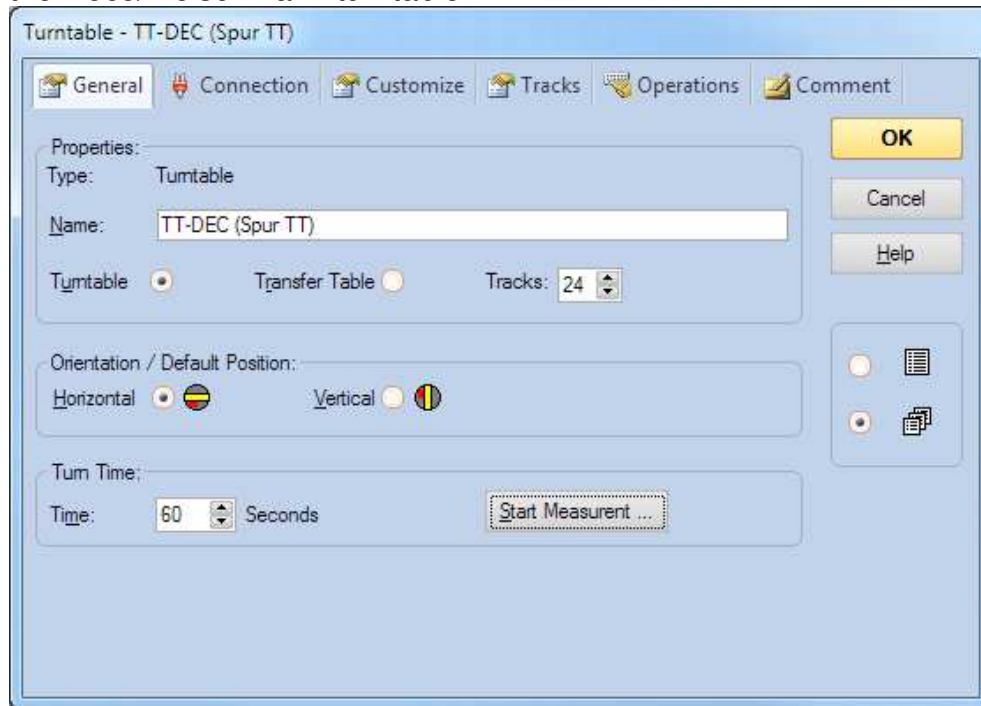 Turntable - TT-DEC (Spur TT)
General Connection Customize Tracks Operations Comment
Properties:
Type: Turntable
Name: TT-DEC (Spur TT)
Turntable Transfer Table Tracks: 24
Orientation / Default Position:
Horizontal Vertical
Turn Time:
Time: 60 Seconds Start Measurent ...
OK
Cancel
Help